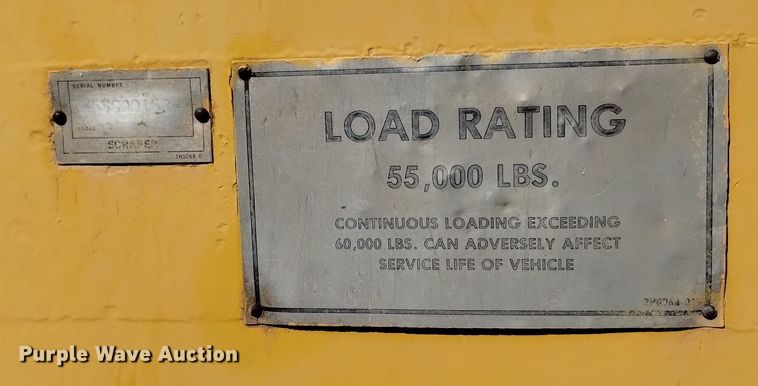 SERIAL NUMBER
MODEL
SCRAPER
LOAD RATING
55,000 LBS.
CONTINUOUS LOADING EXCEEDING
60,000 LBS. CAN ADVERSELY AFFECT
SERVICE LIFE OF VEHICLE
Purple Wave Auction